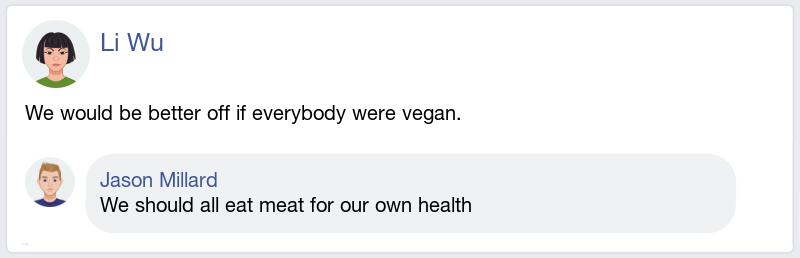 Li Wu
We would be better off if everybody were vegan.
Jason Millard
We should all eat meat for our own health